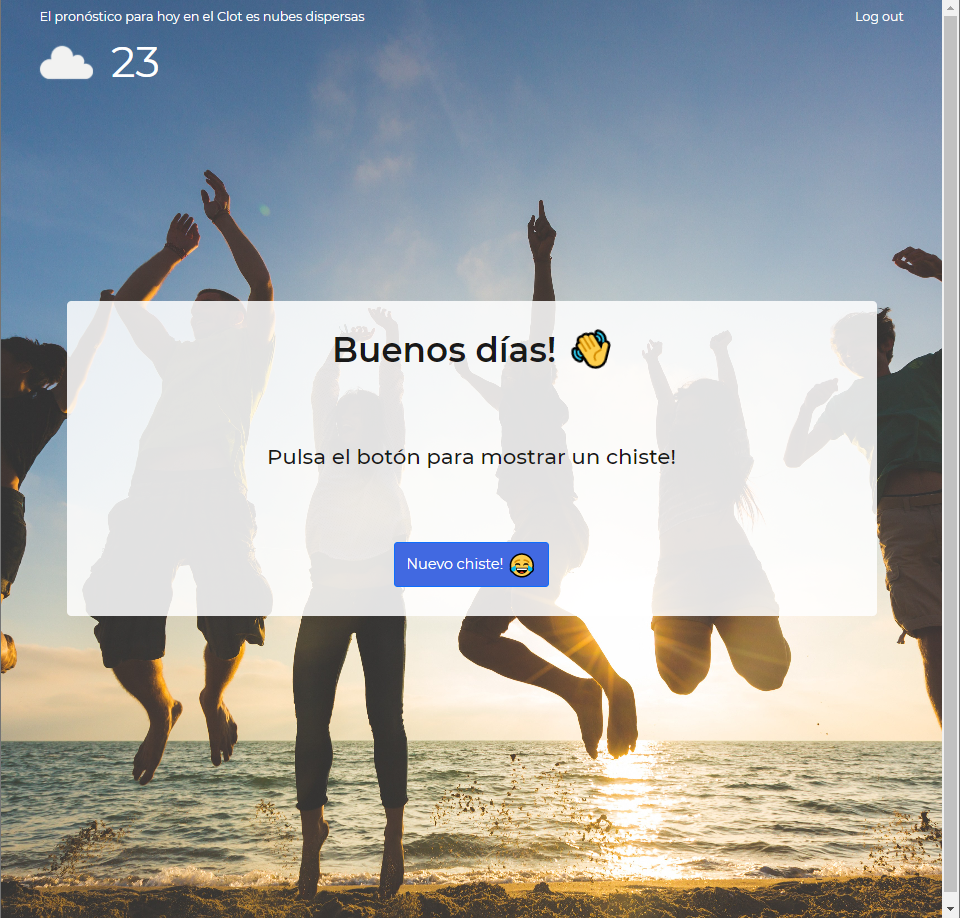 El pronóstico para hoy en el Clot es nubes dispersas
Log out
23
Buenos días!
Pulsa el botón para mostrar un chiste!
Nuevo chiste!